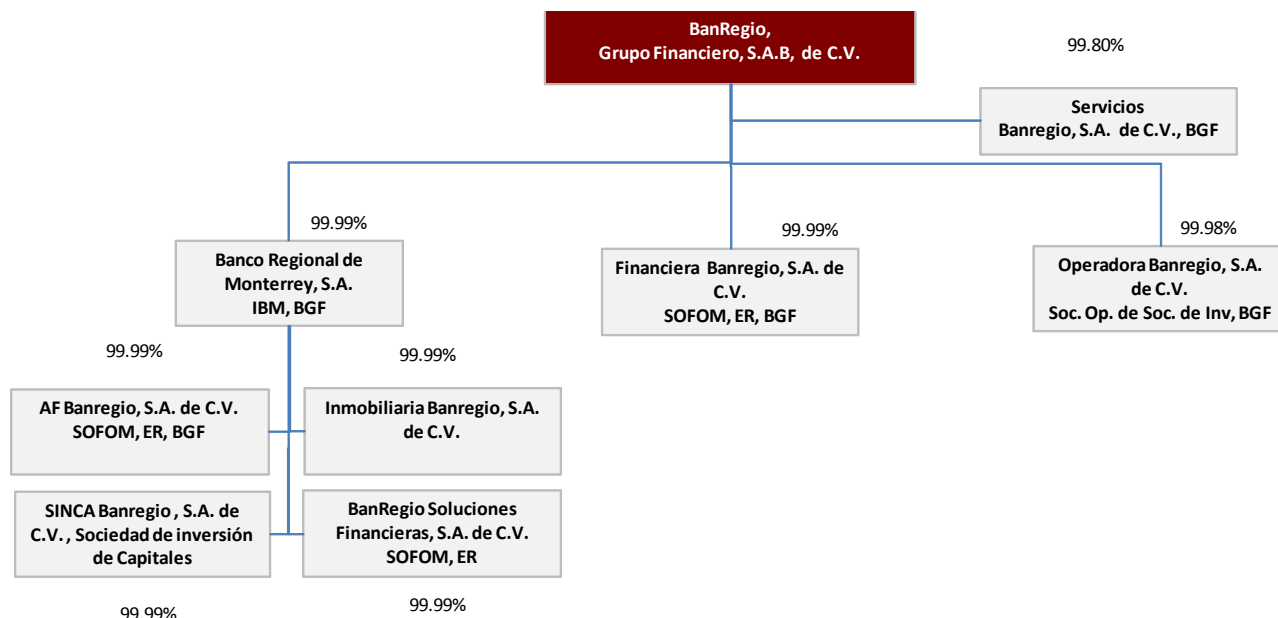 BanRegio,
Grupo Financiero, S.A.B, de C.V.
99.80%
Servicios
Banregio, S.A. de C.V., BGF
99.99%
Banco Regional de
Monterrey, S.A.
IBM, BGF
99.99%
Financiera Banregio, S.A. de
C.V.
SOFOM, ER, BGF
99.98%
Operadora Banregio, S.A.
de C.V.
Soc. Op. de Soc. de Inv, BGF
99.99%
AF Banregio, S.A. de C.V.
SOFOM, ER, BGF
99.99%
Inmobiliaria Banregio, S.A.
de C.V.
SINCA Banregio , S.A. de
C.V. , Sociedad de inversión
de Capitales
99.99%
BanRegio Soluciones
Financieras, S.A. de C.V.
SOFOM, ER
99.99%